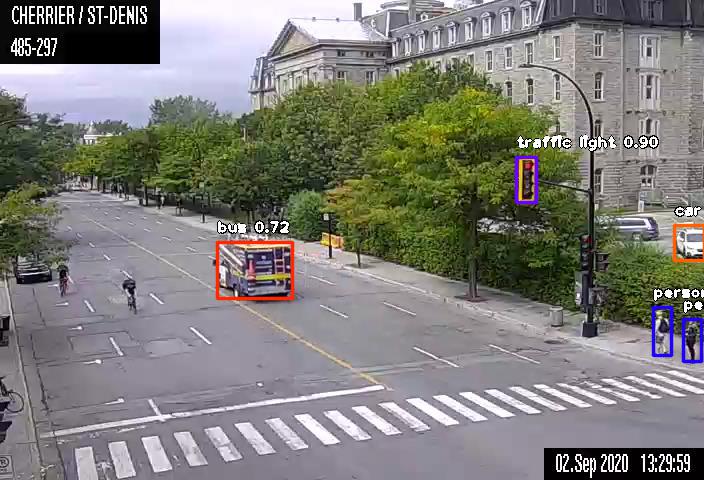 CHERRIER / ST-DENIS
485-297
traffic light 0.90
car
bus 0.72
person
pe
02.Sep 2020 13:29:59